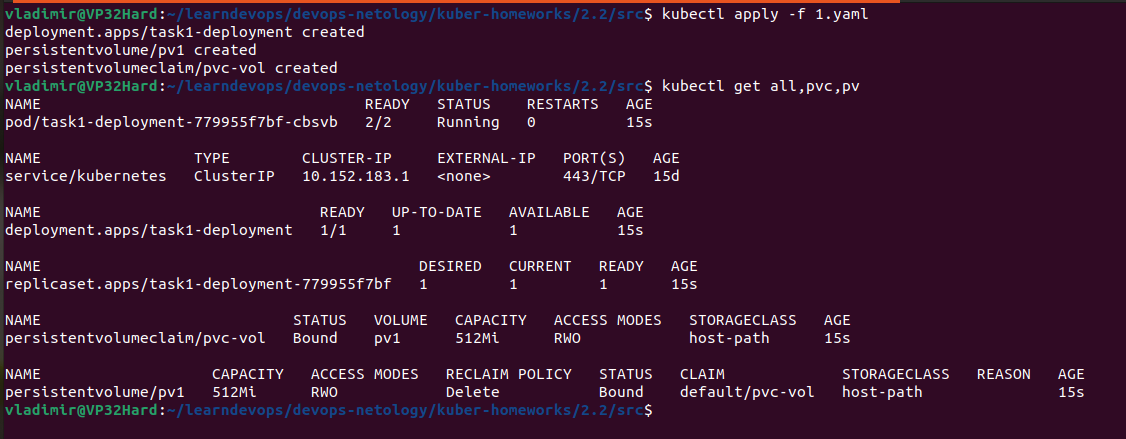 vladimir@VP32Hard:~/learndevops/devops-netology/kuber-homeworks/2.2/src$ kubectl apply -f 1.yaml
deployment.apps/task1-deployment created
persistentvolume/pv1 created
persistentvolumeclaim/pvc-vol created
vladimir@VP32Hard:~/learndevops/devops-netology/kuber-homeworks/2.2/src$ kubectl get all,pvc,pv
NAME READY STATUS RESTARTS AGE
pod/task1-deployment-779955f7bf-cbsvb 2/2 Running 0 15s
NAME TYPE CLUSTER-IP EXTERNAL-IP PORT(S) AGE
service/kubernetes ClusterIP 10.152.183.1 <none> 443/TCP 15d
NAME READY UP-TO-DATE AVAILABLE AGE
deployment.apps/task1-deployment 1/1 1 1 15s
NAME DESIRED CURRENT READY AGE
replicaset.apps/task1-deployment-779955f7bf 1 1 1 15s
NAME STATUS VOLUME CAPACITY ACCESS MODES STORAGECLASS AGE
persistentvolumeclaim/pvc-vol Bound pv1 512Mi RWO host-path 15s
NAME CAPACITY ACCESS MODES RECLAIM POLICY STATUS CLAIM STORAGECLASS REASON AGE
persistentvolume/pv1 512Mi RWO Delete Bound default/pvc-vol host-path 15s
vladimir@VP32Hard:~/learndevops/devops-netology/kuber-homeworks/2.2/src$